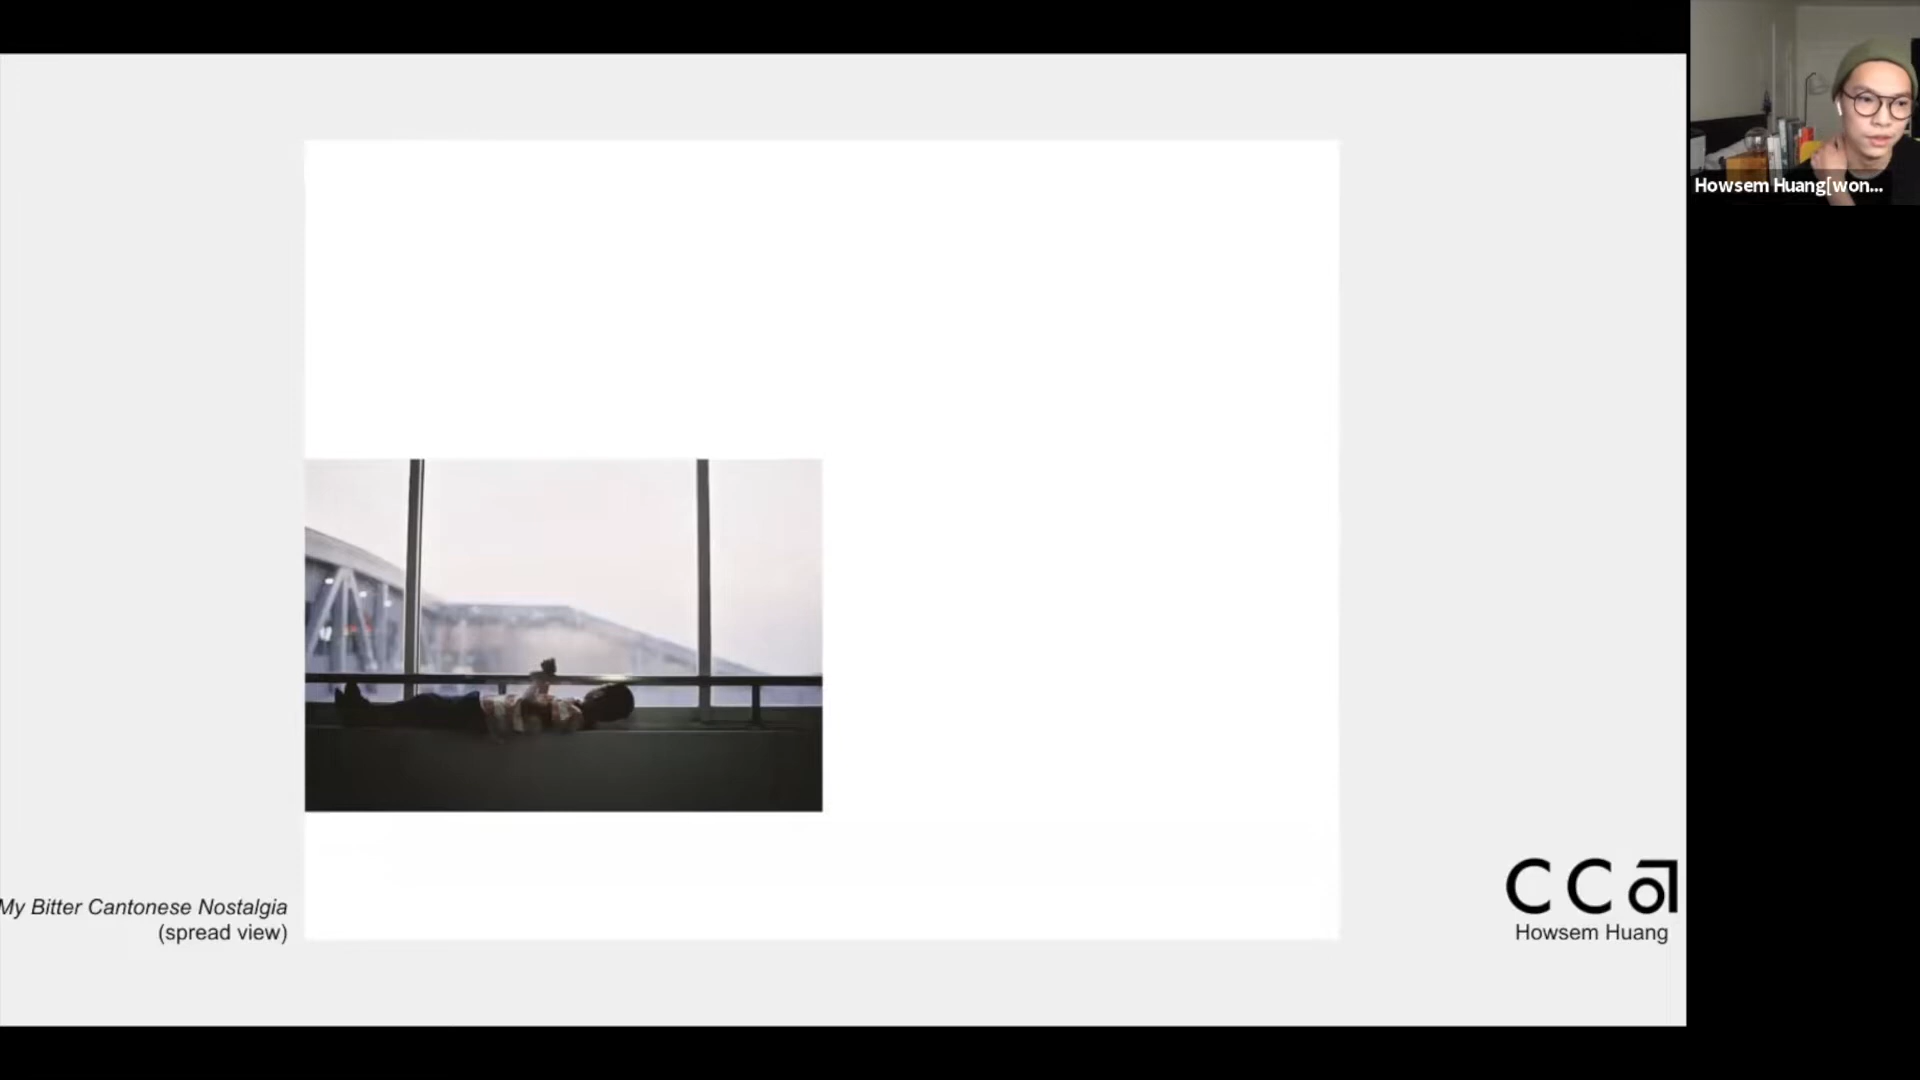 Howsem Huang[won...
My Bitter Cantonese Nostalgia
(spread view)
CCa
Howsem Huang